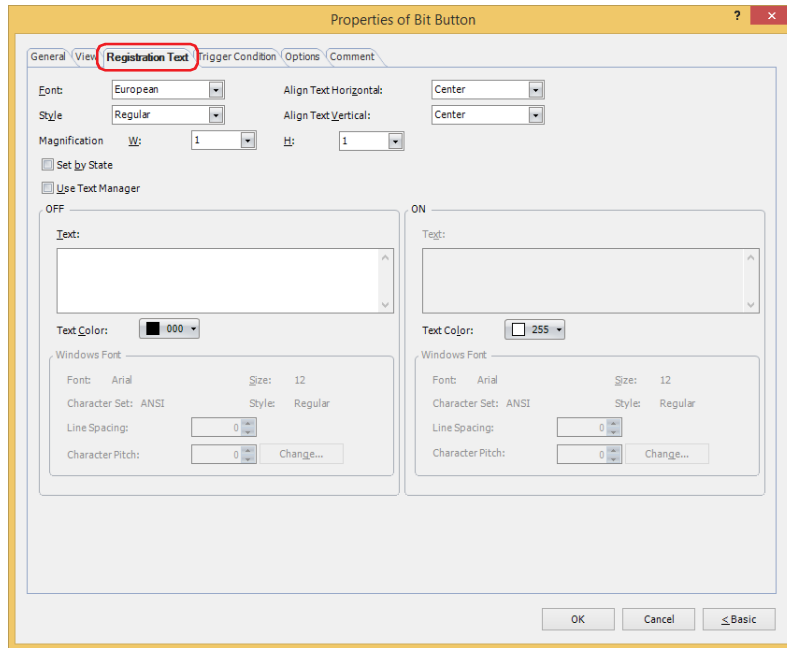 Properties of Bit Button
? ×
General View Registration Text Trigger Condition Options Comment
Font: European Align Text Horizontal: Center
Style Regular Align Text Vertical: Center
Magnification W: 1 H: 1
Set by State
Use Text Manager
OFF
Text:
Text Color: 000
Windows Font
Font: Arial Size: 12
Character Set: ANSI Style: Regular
Line Spacing: 0
Character Pitch: 0 Change...
ON
Text:
Text Color: 255
Windows Font
Font: Arial Size: 12
Character Set: ANSI Style: Regular
Line Spacing: 0
Character Pitch: 0 Change...
OK Cancel < Basic